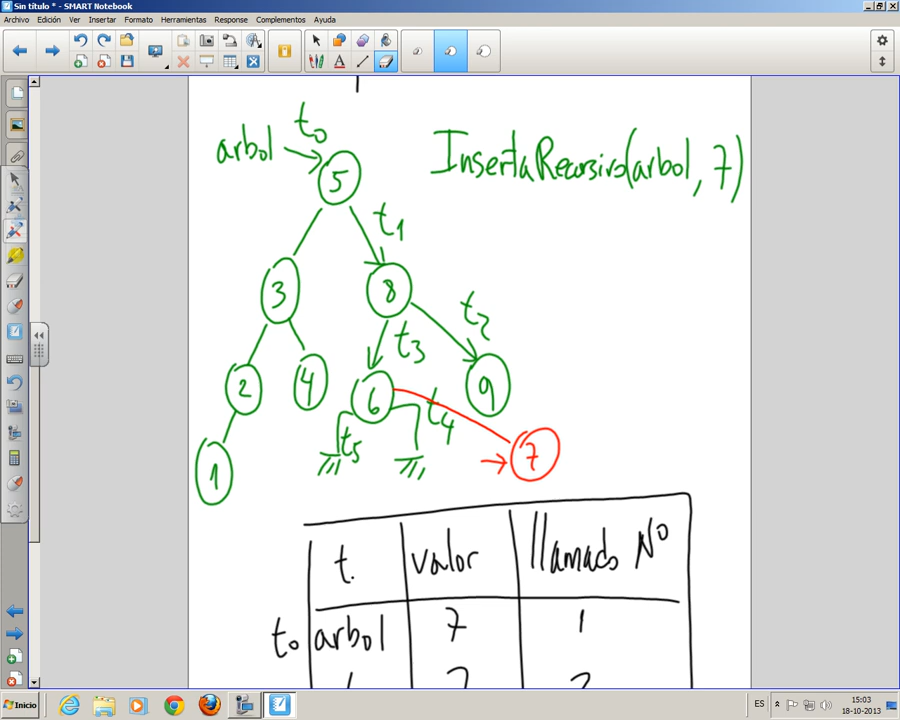 Sin título * - SMART Notebook
Archivo Edición Ver Insertar Formato Herramientas Response Complementos Ayuda
arbol t0
InsertaRecursivo(arbol, 7)
5
t1
3 8
t2
t3
2 4 6 9
t5 t4
1 7
t. valor llamado Nº
t0 arbol 7 1
Inicio
ES 15:03
18-10-2013